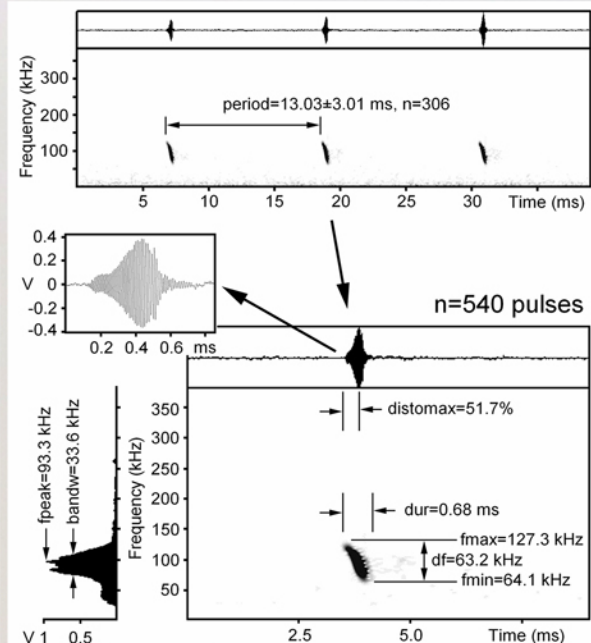 Frequency (kHz)
300
200
100
period=13.03±3.01 ms, n=306
5 10 15 20 25 30 Time (ms)
V
0.4
0.2
0
-0.2
-0.4
0.2 0.4 0.6 ms
n=540 pulses
fpeak=93.3 kHz
bandw=33.6 kHz
V 1 0.5
Frequency (kHz)
350
300
250
200
150
100
50
distomax=51.7%
dur=0.68 ms
fmax=127.3 kHz
df=63.2 kHz
fmin=64.1 kHz
2.5 5.0 Time (ms)